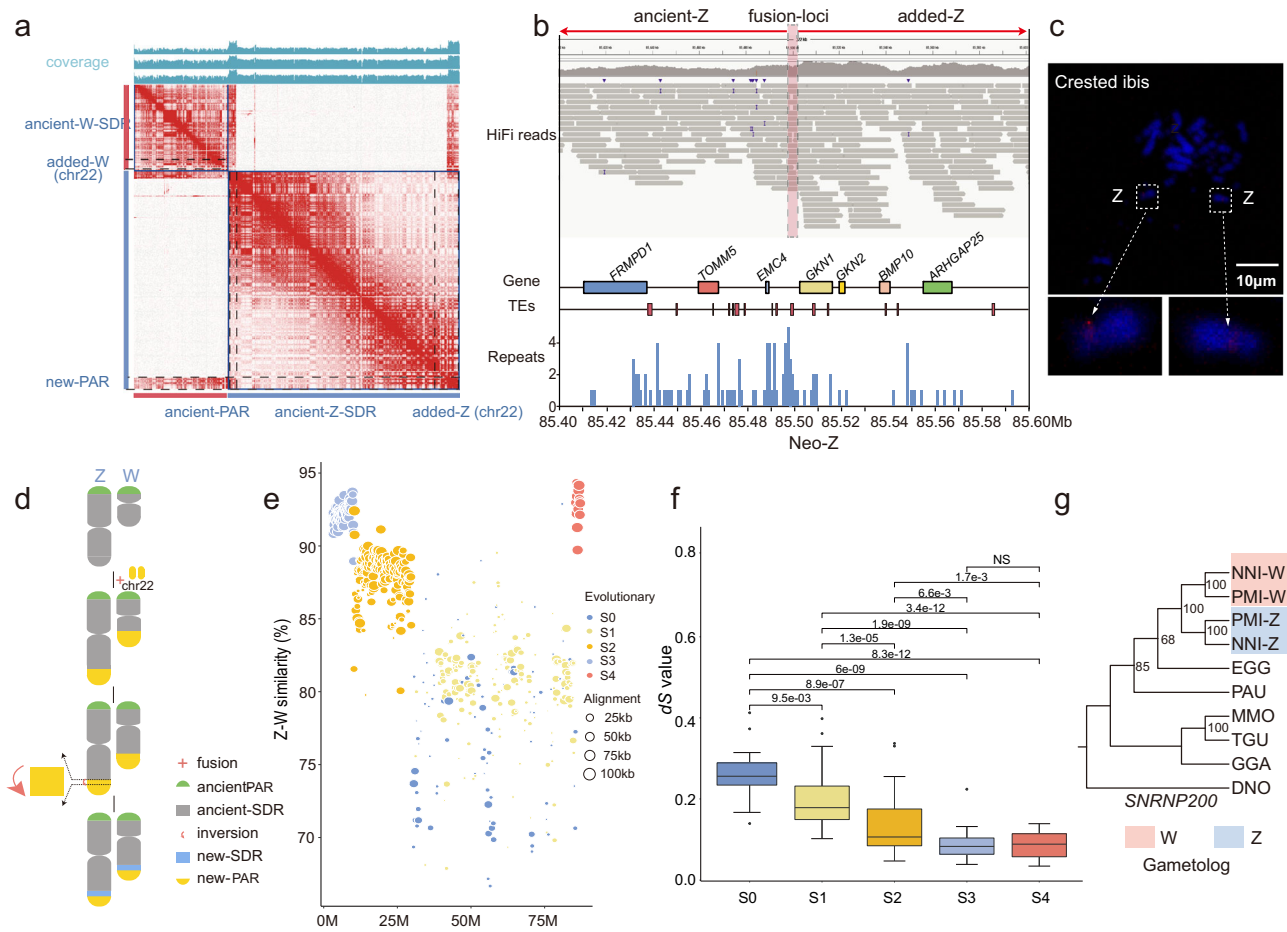 a
coverage
ancient-W-SDR
added-W
(chr22)
new-PAR
ancient-PAR
ancient-Z-SDR
added-Z (chr22)
b
ancient-Z
fusion-loci
added-Z
HiFi reads
FRMPD1
TOMM5
EMC4
GKN1
GKN2
BMP10
ARHGAP25
Gene
TEs
Repeats
4
2
0
85.40
85.42
85.44
85.46
85.48
85.50
85.52
85.54
85.56
85.58
85.60Mb
Neo-Z
c
Crested ibis
Z
Z
10μm
d
Z
W
+
chr22
+ fusion
ancientPAR
ancient-SDR
inversion
new-SDR
new-PAR
e
Z-W similarity (%)
95
90
85
80
75
70
0M
25M
50M
75M
Evolutionary
S0
S1
S2
S3
S4
Alignment
25kb
50kb
75kb
100kb
f
dS value
0.8
0.6
0.4
0.2
0.0
NS
1.7e-3
6.6e-3
3.4e-12
1.9e-09
1.3e-05
8.3e-12
6e-09
8.9e-07
9.5e-03
S0
S1
S2
S3
S4
g
NNI-W
PMI-W
PMI-Z
NNI-Z
EGG
PAU
MMO
TGU
GGA
DNO
100
100
100
68
85
100
SNRNP200
W
Z
Gametolog